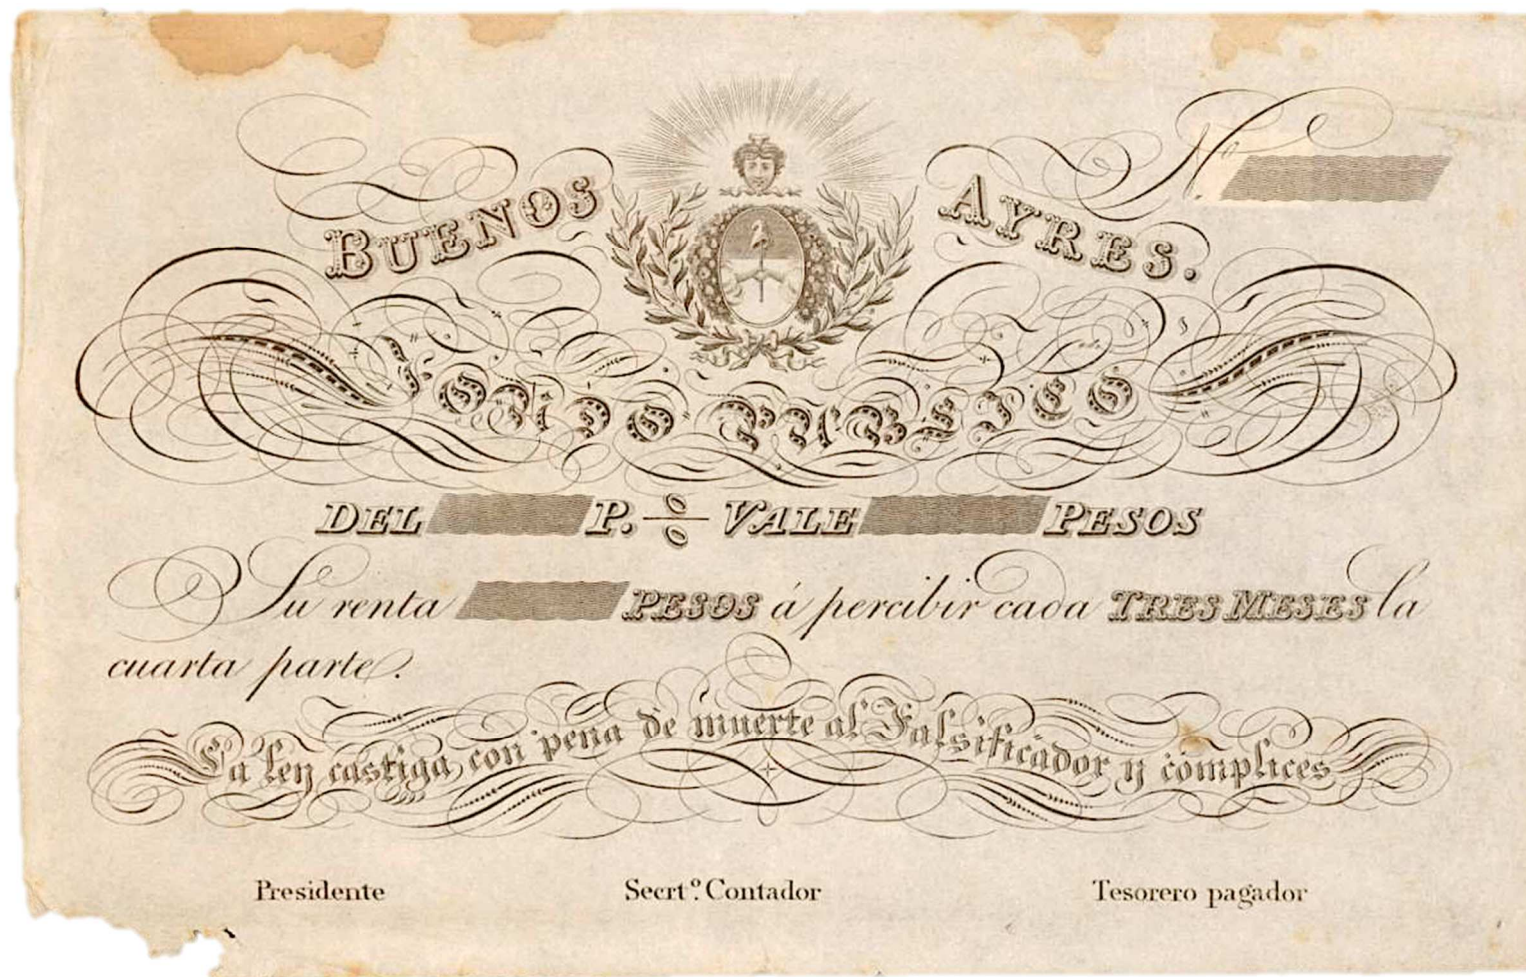 N.º
BUENOS AYRES.
FONDO PUBLICO
DEL P. % VALE PESOS
Su renta PESOS á percibir cada TRES MESES la
cuarta parte.
La Ley castiga con pena de muerte al Falsificador y complices
Presidente Secrt.º Contador Tesorero pagador